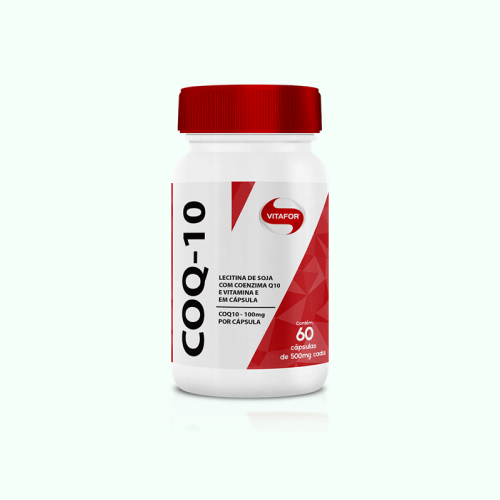 COQ-10
VITAFOR
LECITINA DE SOJA
COM COENZIMA Q10
E VITAMINA E
EM CÁPSULA
COQ10 - 100mg
POR CÁPSULA
Contém
60
cápsulas
de 500mg cada